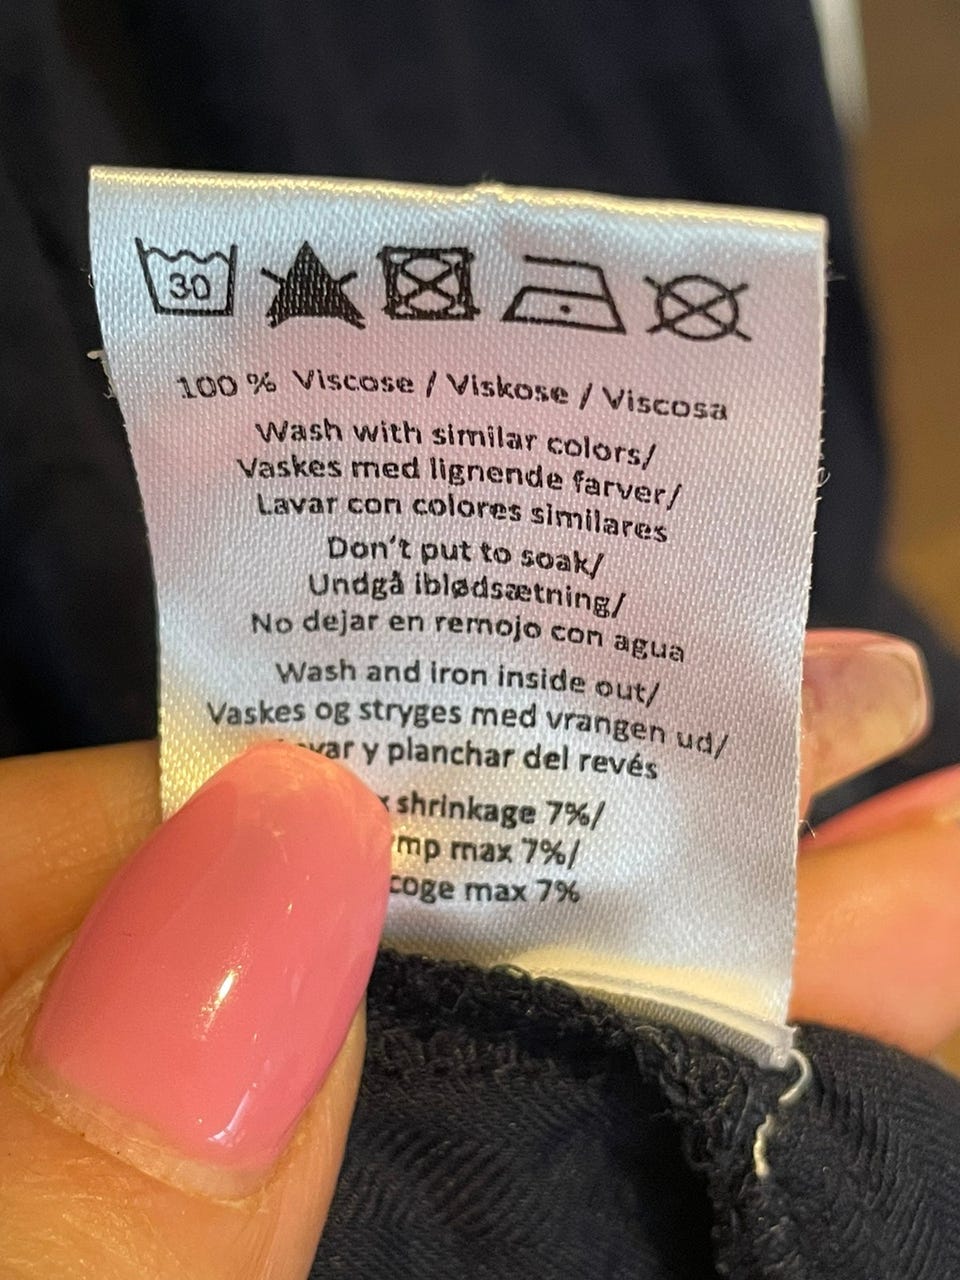 30
100 % Viscose / Viskose / Viscosa
Wash with similar colors/
Vaskes med lignende farver/
Lavar con colores similares
Don't put to soak/
Undgå iblødsætning/
No dejar en remojo con agua
Wash and iron inside out/
Vaskes og stryges med vrangen ud/
y planchar del revés
shrinkage 7%/
max 7%/
max 7%